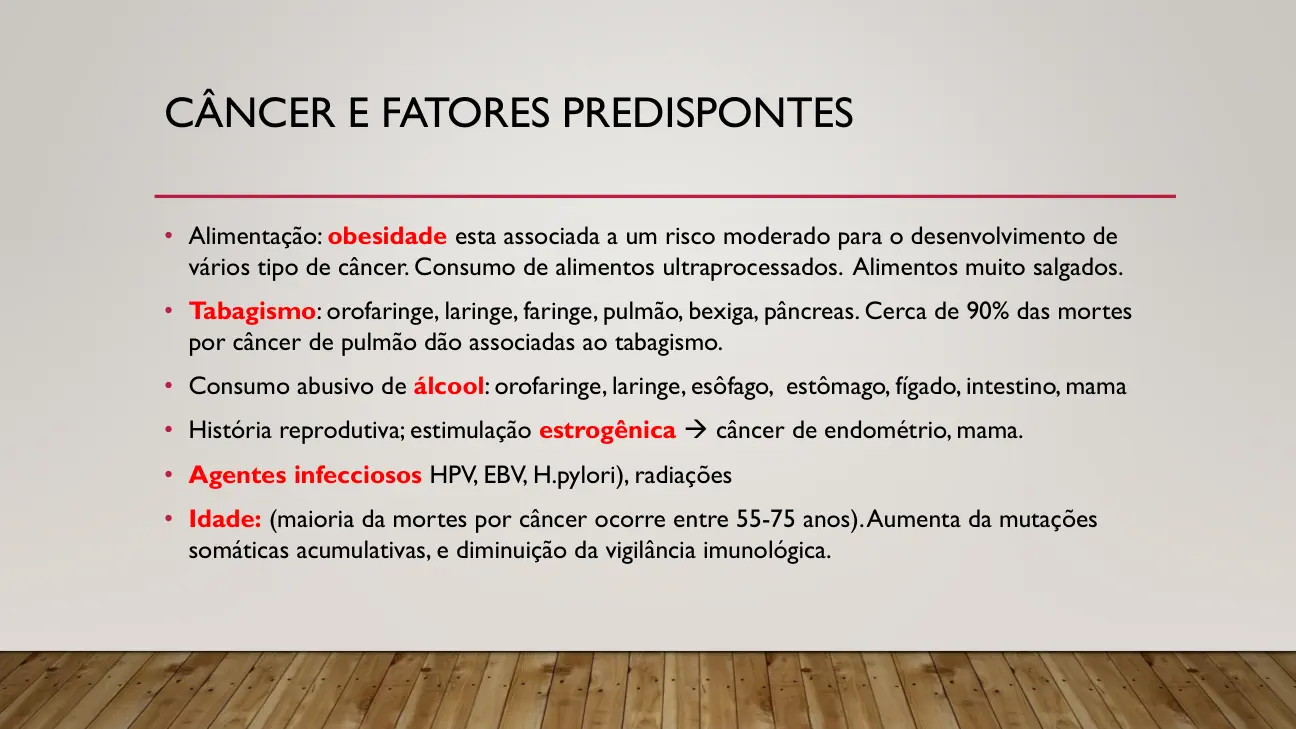 CÂNCER E FATORES PREDISPONTES
• Alimentação: obesidade esta associada a um risco moderado para o desenvolvimento de
vários tipo de câncer. Consumo de alimentos ultraprocessados.  Alimentos muito salgados.
• Tabagismo: orofaringe, laringe, faringe, pulmão, bexiga, pâncreas. Cerca de 90% das mortes
por câncer de pulmão dão associadas ao tabagismo.
• Consumo abusivo de álcool: orofaringe, laringe, esôfago,  estômago, fígado, intestino, mama
• História reprodutiva; estimulação estrogênica → câncer de endométrio, mama.
• Agentes infecciosos HPV, EBV, H.pylori), radiações
• Idade: (maioria da mortes por câncer ocorre entre 55-75 anos). Aumenta da mutações
somáticas acumulativas, e diminuição da vigilância imunológica.